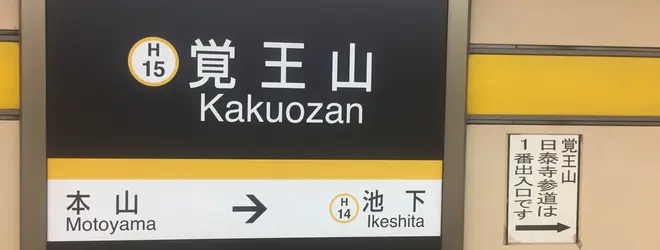 H
15
覚王山
Kakuozan
本山
Motoyama
→
H
14
池下
Ikeshita
覚王山
日泰寺参道は
1番出入口です
→